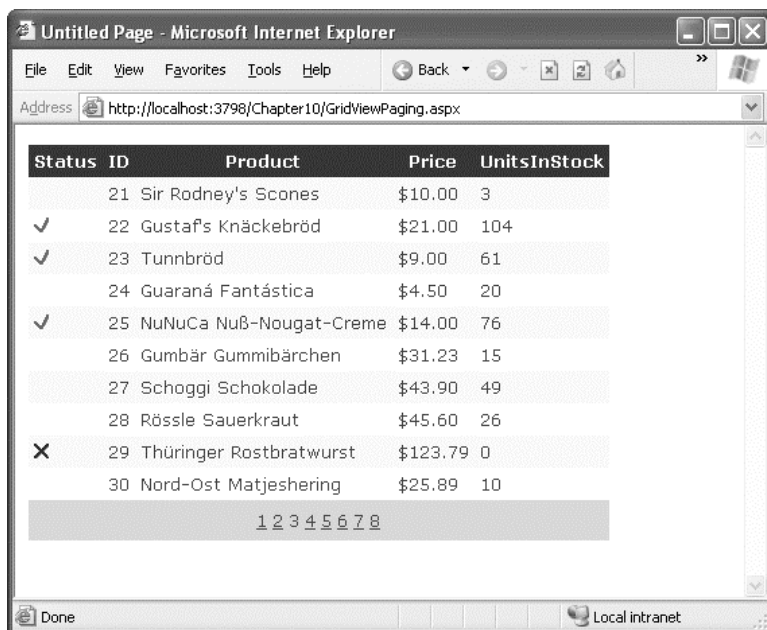 Untitled Page - Microsoft Internet Explorer
File Edit View Favorites Tools Help Back »
Address http://localhost:3798/Chapter10/GridViewPaging.aspx
Status ID Product Price UnitsInStock
21 Sir Rodney's Scones $10.00 3
22 Gustaf's Knäckebröd $21.00 104
23 Tunnbröd $9.00 61
24 Guaraná Fantástica $4.50 20
25 NuNuCa Nuß-Nougat-Creme $14.00 76
26 Gumbär Gummibärchen $31.23 15
27 Schoggi Schokolade $43.90 49
28 Rössle Sauerkraut $45.60 26
29 Thüringer Rostbratwurst $123.79 0
30 Nord-Ost Matjeshering $25.89 10
1 2 3 4 5 6 7 8
Done Local intranet